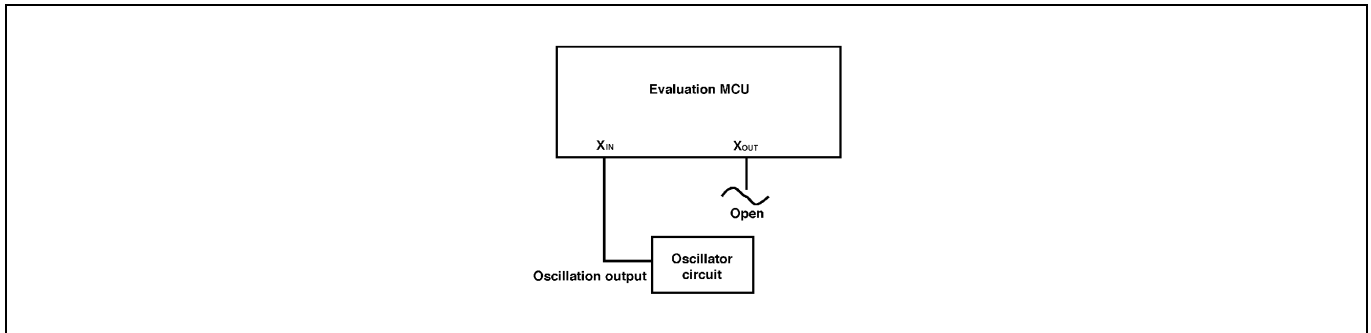 Evaluation MCU
XIN
XOUT
Open
Oscillation output
Oscillator
circuit